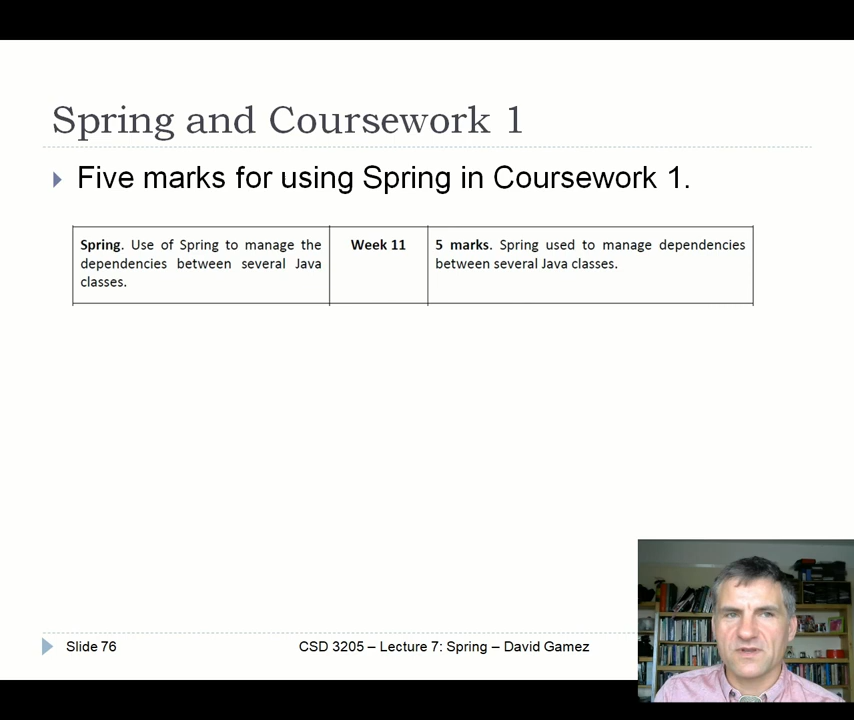 Spring and Coursework 1
Five marks for using Spring in Coursework 1.
Spring. Use of Spring to manage the
dependencies between several Java
classes.
Week 11
5 marks. Spring used to manage dependencies
between several Java classes.
Slide 76
CSD 3205 – Lecture 7: Spring – David Gamez